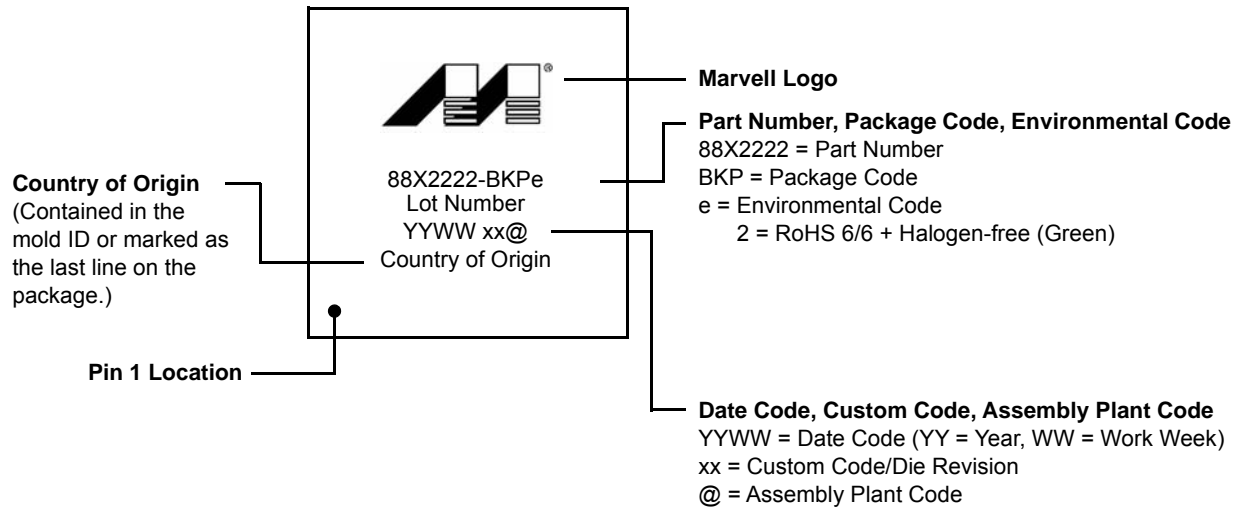 ®
Marvell Logo
Part Number, Package Code, Environmental Code
88X2222 = Part Number
BKP = Package Code
e = Environmental Code
2 = RoHS 6/6 + Halogen-free (Green)
Country of Origin
(Contained in the
mold ID or marked as
the last line on the
package.)
88X2222-BKPe
Lot Number
YYWW xx@
Country of Origin
Pin 1 Location
Date Code, Custom Code, Assembly Plant Code
YYWW = Date Code (YY = Year, WW = Work Week)
xx = Custom Code/Die Revision
@ = Assembly Plant Code